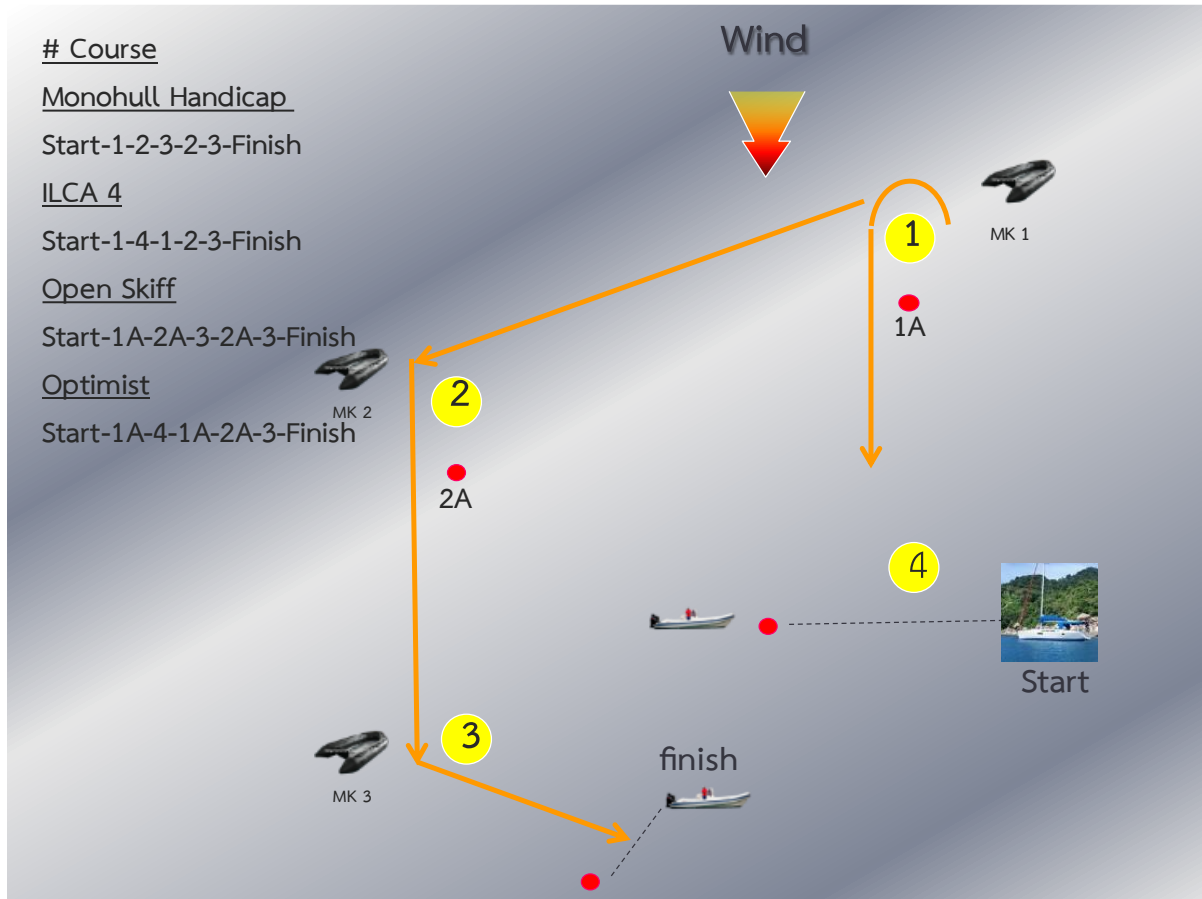 # Course
Monohull Handicap
Start-1-2-3-2-3-Finish
ILCA 4
Start-1-4-1-2-3-Finish
Open Skiff
Start-1A-2A-3-2A-3-Finish
Optimist
Start-1A-4-1A-2A-3-Finish
Wind
1
MK 1
1A
2
MK 2
2A
4
Start
3
MK 3
finish